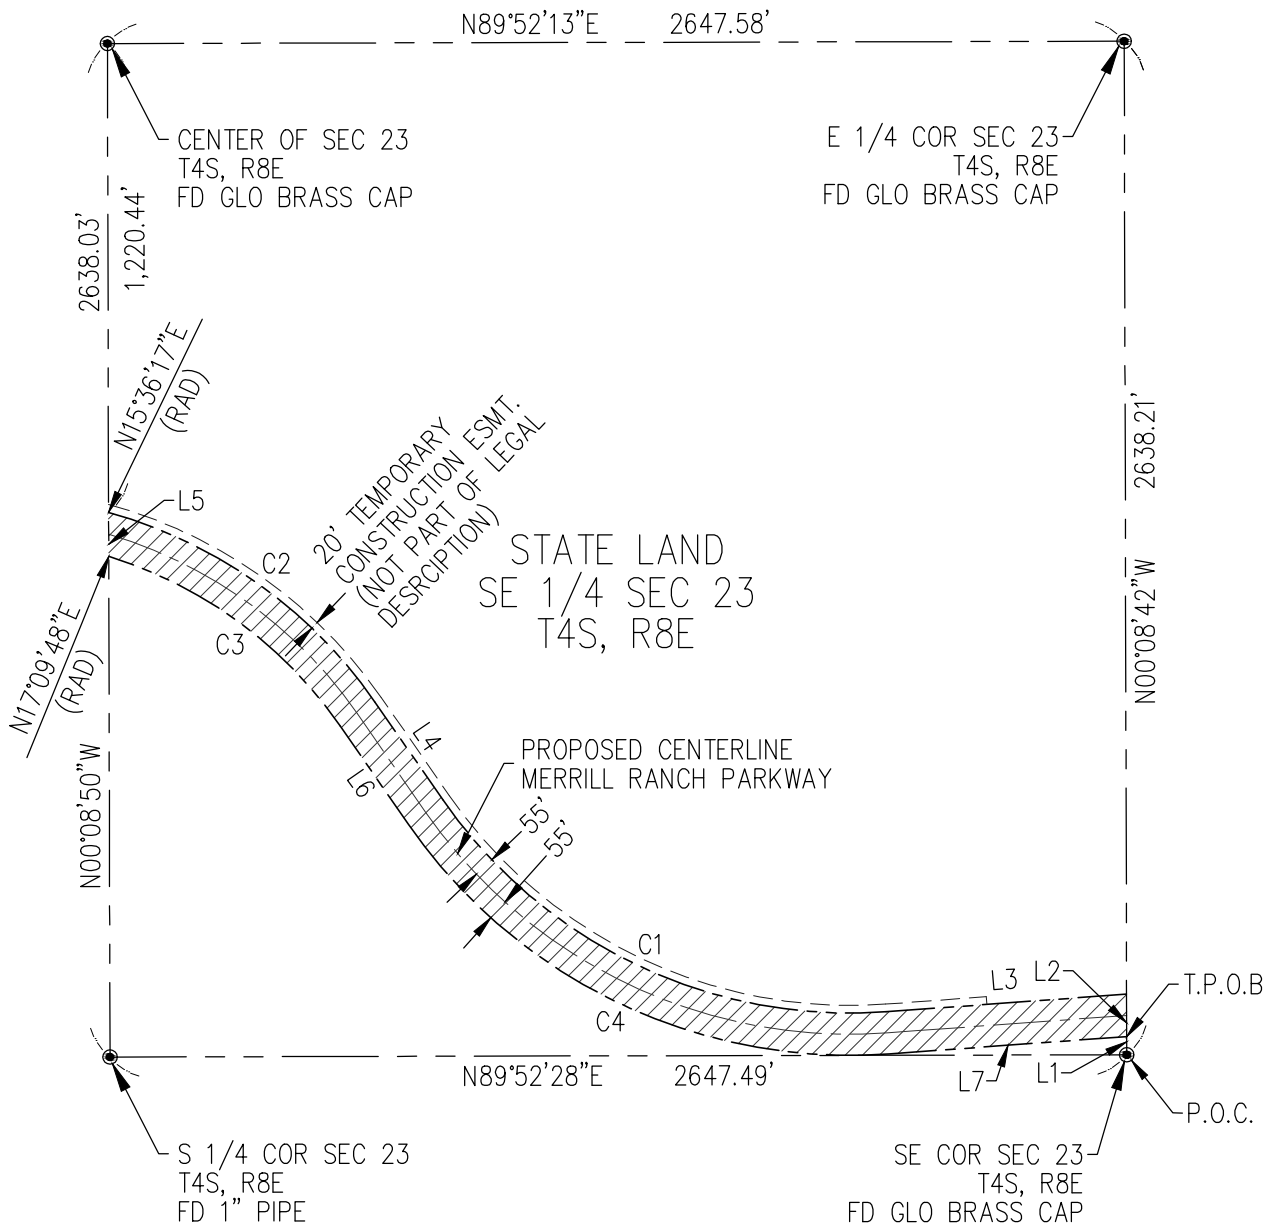 N89°52'13"E 2647.58'
CENTER OF SEC 23
T4S, R8E
FD GLO BRASS CAP
E 1/4 COR SEC 23
T4S, R8E
FD GLO BRASS CAP
2638.03'
1,220.44'
N15°36'17"E
(RAD)
L5
C2
C3
20' TEMPORARY
CONSTRUCTION ESMT.
(NOT PART OF LEGAL
DESRCIPTION)
STATE LAND
SE 1/4 SEC 23
T4S, R8E
2638.21'
N00°08'42"W
N17°09'48"E
(RAD)
N00°08'50"W
L4
L6
PROPOSED CENTERLINE
MERRILL RANCH PARKWAY
55'
55'
C1
C4
L3
L2
T.P.O.B
L7
L1
N89°52'28"E 2647.49'
P.O.C.
S 1/4 COR SEC 23
T4S, R8E
FD 1" PIPE
SE COR SEC 23
T4S, R8E
FD GLO BRASS CAP